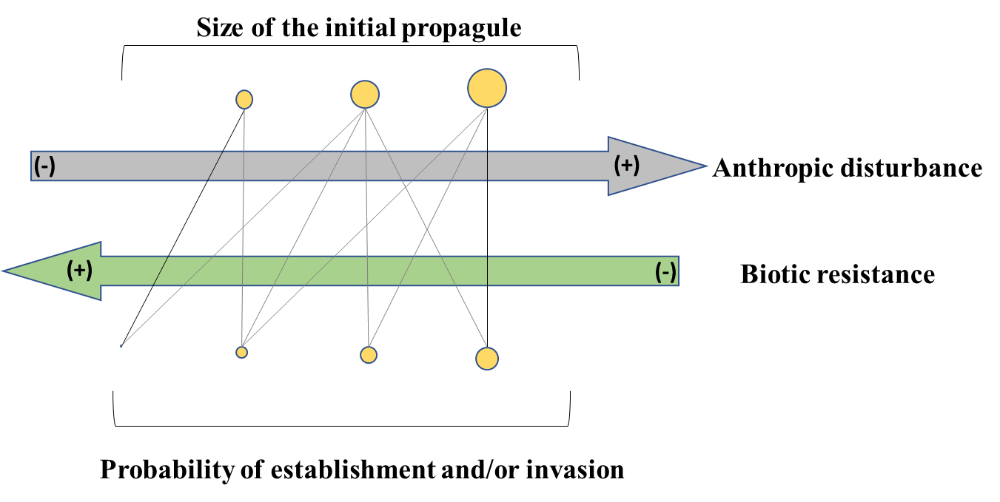 Size of the initial propagule
(-)
(+)
Anthropic disturbance
(+)
(-)
Biotic resistance
Probability of establishment and/or invasion